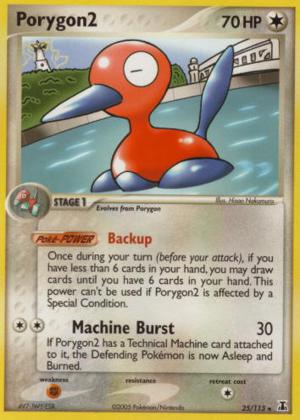 Porygon2
70 HP
Illus. Hisao Nakamura
STAGE 1
Evolves from Porygon
Poké-POWER Backup
Once during your turn (before your attack), if you
have less than 6 cards in your hand, you may draw
cards until you have 6 cards in your hand. This
power can't be used if Porygon2 is affected by a
Special Condition.
Machine Burst 30
If Porygon2 has a Technical Machine card attached
to it, the Defending Pokémon is now Asleep and
Burned.
weakness resistance retreat cost
©2005 Pokémon/Nintendo
25/113